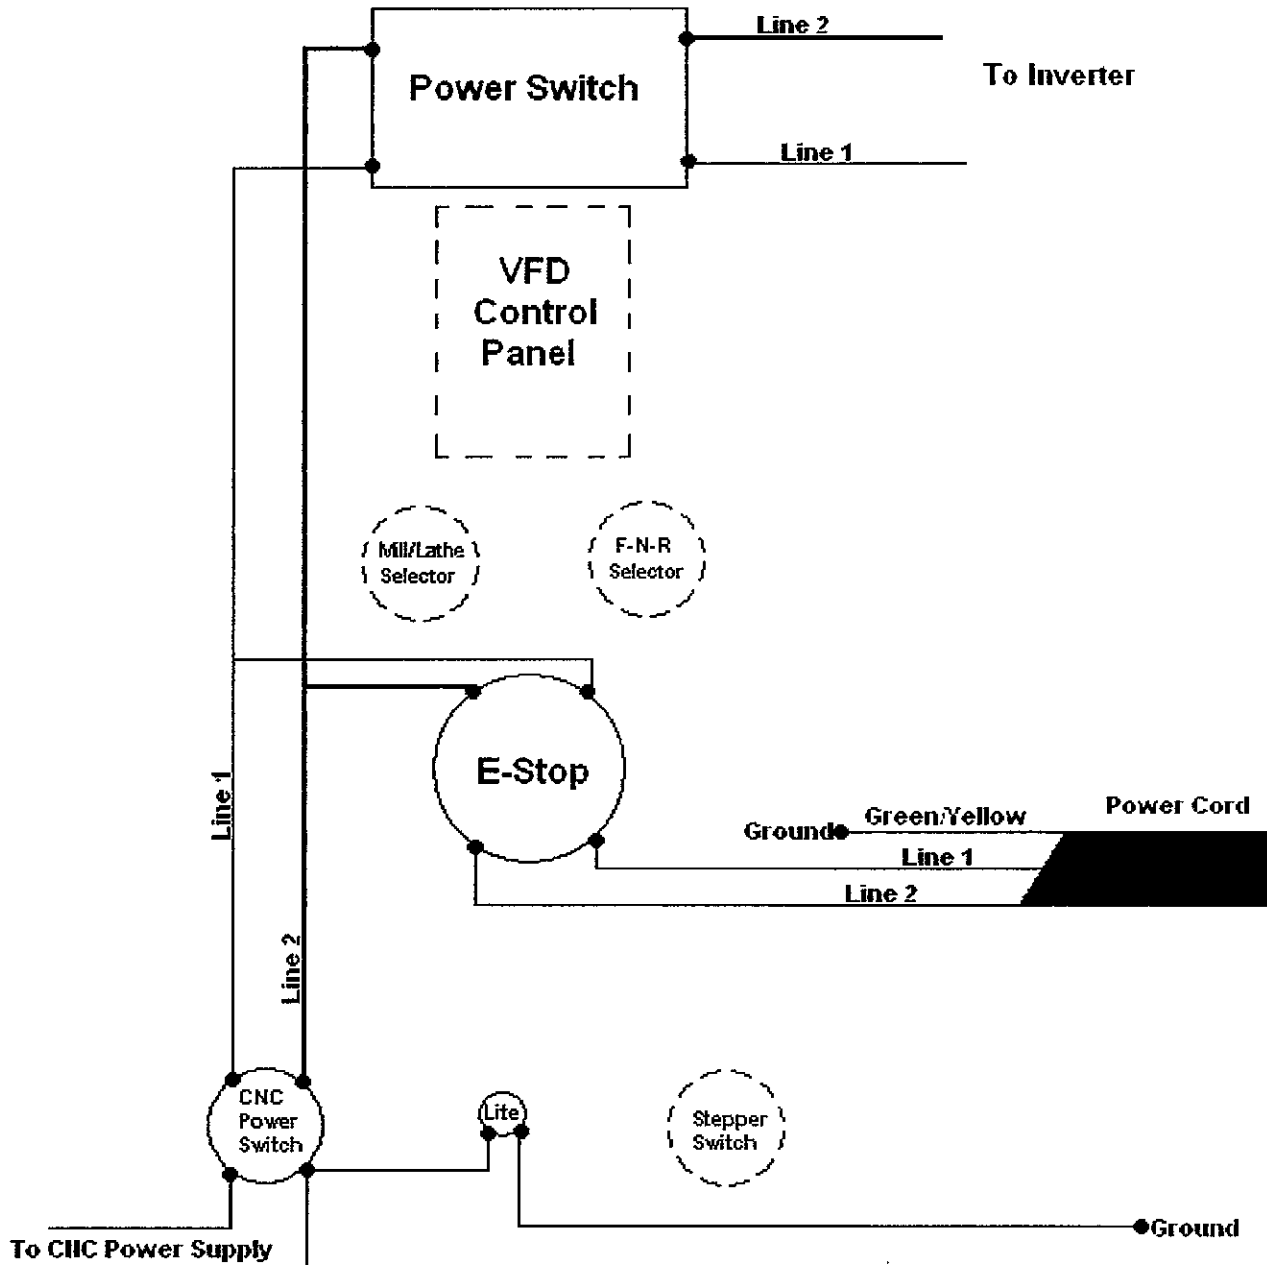 Line 2
To Inverter
Power Switch
Line 1
VFD
Control
Panel
Mill/Lathe
Selector
F-N-R
Selector
E-Stop
Line 1
Power Cord
Green/Yellow
Ground
Line 1
Line 2
Line 2
CNC
Power
Switch
Lite
Stepper
Switch
Ground
To CNC Power Supply